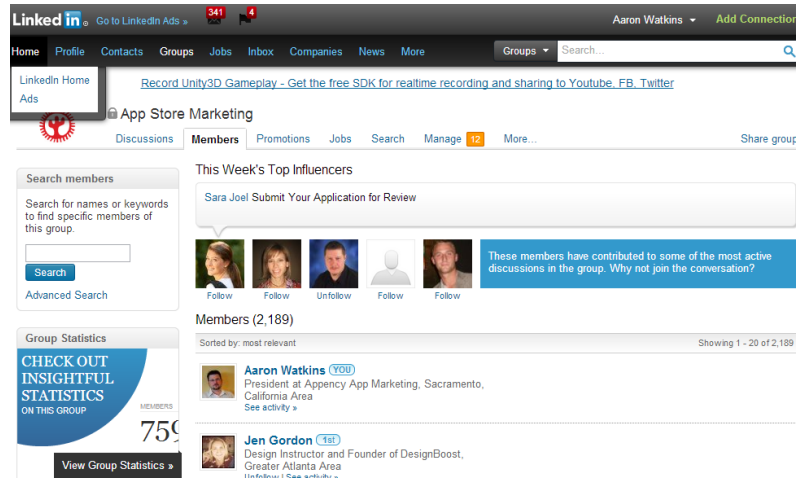 Linked in® Go to LinkedIn Ads » 341 4 Aaron Watkins Add Connection
Home Profile Contacts Groups Jobs Inbox Companies News More Groups Search...
LinkedIn Home
Ads
Record Unity3D Gameplay - Get the free SDK for realtime recording and sharing to Youtube, FB, Twitter
App Store Marketing
Discussions Members Promotions Jobs Search Manage 12 More... Share group
Search members
Search for names or keywords
to find specific members of
this group.
Search
Advanced Search
This Week's Top Influencers
Sara Joel Submit Your Application for Review
These members have contributed to some of the most active
discussions in the group. Why not join the conversation?
Follow Follow Unfollow Follow Follow
Members (2,189)
Sorted by: most relevant Showing 1 - 20 of 2,189
Group Statistics
CHECK OUT
INSIGHTFUL
STATISTICS
ON THIS GROUP
MEMBERS
759
View Group Statistics »
Aaron Watkins YOU
President at Appency App Marketing, Sacramento,
California Area
See activity »
Jen Gordon 1st
Design Instructor and Founder of DesignBoost,
Greater Atlanta Area
Unfollow | See activity »